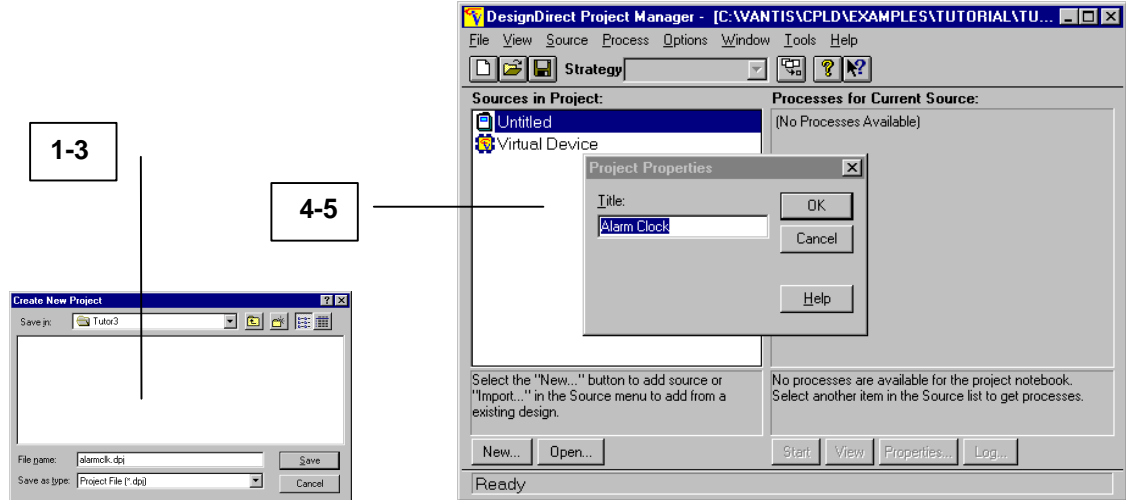 1-3
4-5
Create New Project
Save in: Tutor3
File name: alarmclk.dpj Save
Save as type: Project File (*.dpj) Cancel
DesignDirect Project Manager - [C:\VANTIS\CPLD\EXAMPLES\TUTORIAL\TU...
File View Source Process Options Window Tools Help
Strategy
Sources in Project:
Untitled
Virtual Device
Processes for Current Source:
(No Processes Available)
Project Properties
Title:
Alarm Clock
OK
Cancel
Help
Select the "New..." button to add source or
"Import..." in the Source menu to add from a
existing design.
No processes are available for the project notebook.
Select another item in the Source list to get processes.
New... Open... Start View Properties... Log...
Ready